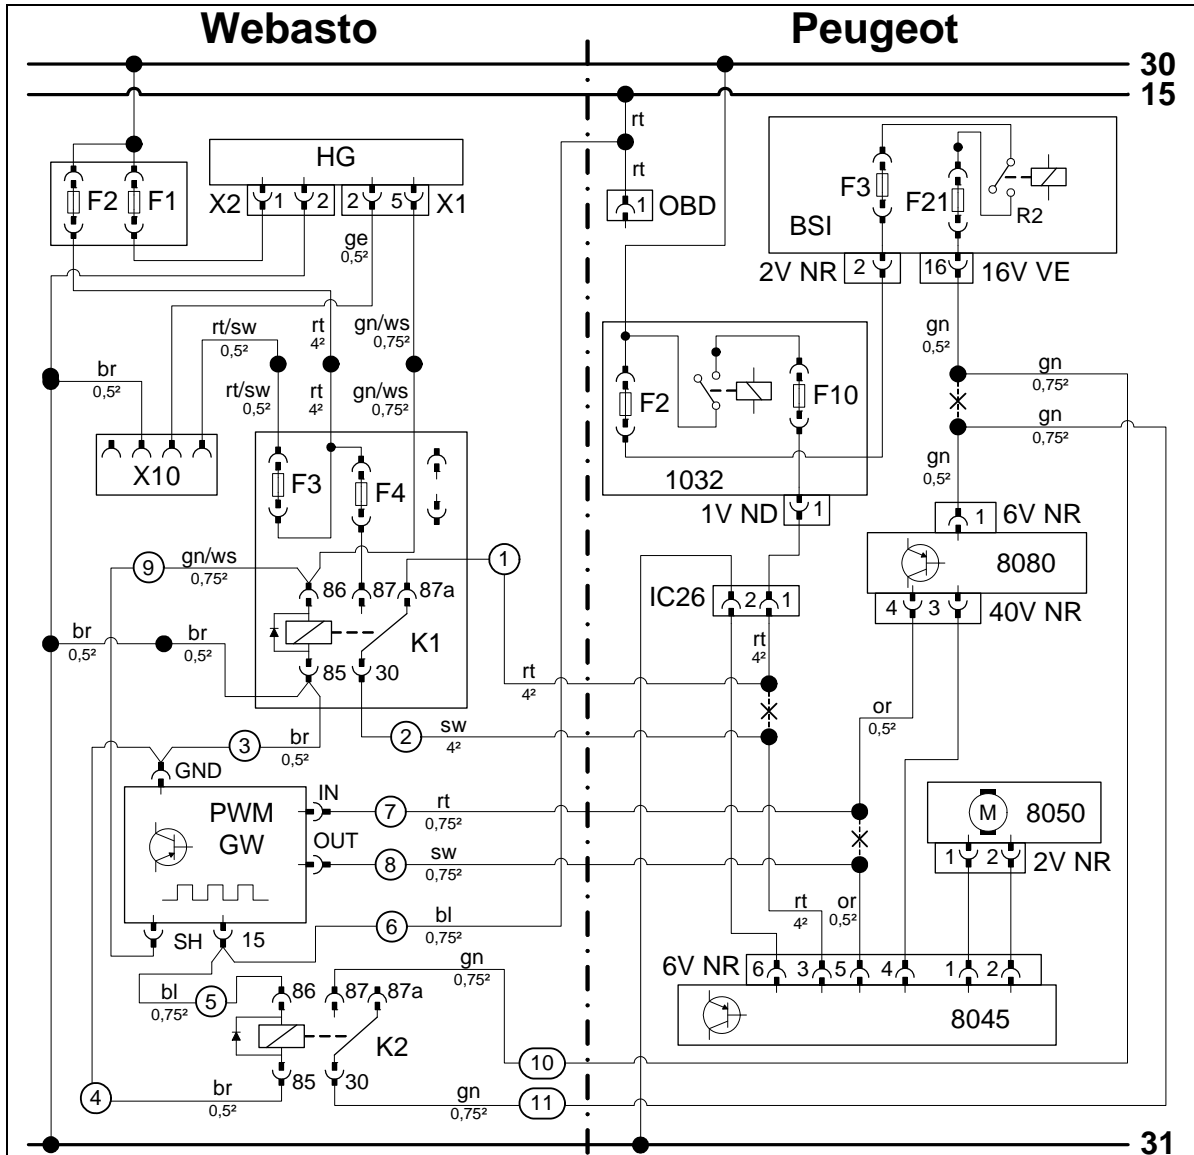 Webasto Peugeot
30
15
rt
rt
HG
F2 F1 X2 1 2 2 5 X1
1 OBD
F3 F21 R2
BSI
2V NR 2 16 16V VE
ge
0,5²
rt/sw
0,5²
rt
4²
gn/ws
0,75²
gn
0,5²
br
0,5²
rt/sw
0,5²
rt
4²
gn/ws
0,75²
gn
0,75²
gn
0,75²
gn
0,5²
X10
F3 F4
F2 F10
1032
1V ND 1
1 6V NR
8080
4 3 40V NR
9 gn/ws
0,75²
1
86 87 87a
K1
85 30
IC26 2 1
br
0,5²
br
0,5²
rt
4²
rt
4²
3 br
0,5²
2 sw
4²
or
0,5²
GND
PWM
GW
IN
OUT
7 rt
0,75²
8 sw
0,75²
M 8050
1 2 2V NR
SH 15
6 bl
0,75²
rt
4²
or
0,5²
bl
0,75²
5
86 87 87a
gn
0,75²
6V NR 6 3 5 4 1 2
8045
K2
85 30
10
4 br
0,5²
gn
0,75²
11
31